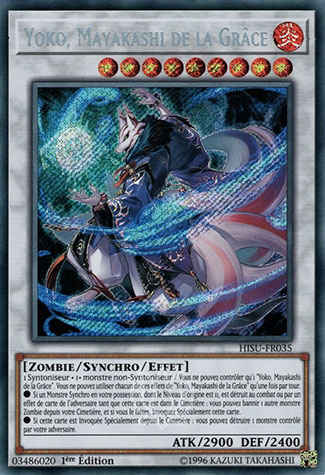 Yoko, Mayakashi de la Grâce
炎
HISU-FR035
[Zombie/Synchro/Effet]
1 Syntoniseur + 1+ monstre non-Syntoniseur / Vous ne pouvez contrôler qu'1 "Yoko, Mayakashi
de la Grâce". Vous ne pouvez utiliser chacun de ces effets de "Yoko, Mayakashi de la Grâce" qu'une fois par tour.
● Si un Monstre Synchro en votre possession, dont le Niveau d'origine est 11, est détruit au combat ou par un
effet de carte de l'adversaire tant que cette carte est dans le Cimetière : vous pouvez bannir 1 autre monstre
Zombie depuis votre Cimetière, et si vous le faites, Invoquez Spécialement cette carte.
● Si cette carte est Invoquée Spécialement depuis le Cimetière : vous pouvez détruire 1 monstre contrôlé
par votre adversaire.
ATK/2900 DEF/2400
03486020 1ère Édition ©1996 KAZUKI TAKAHASHI